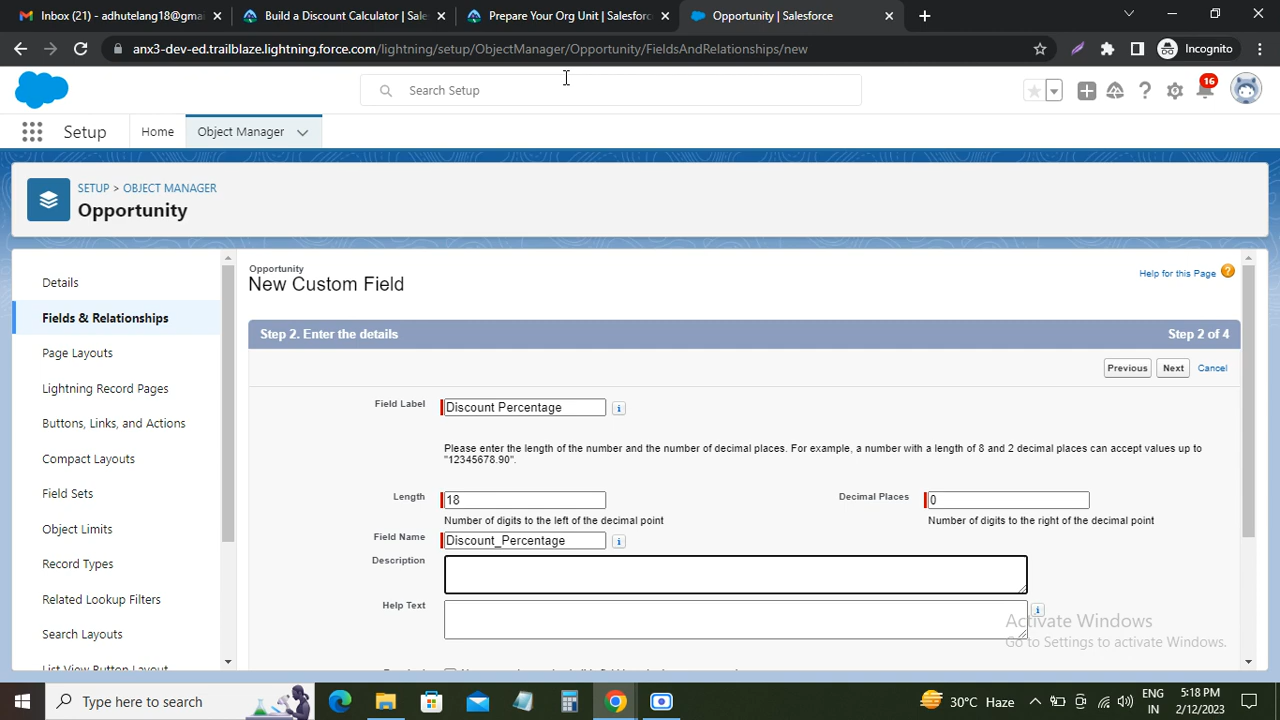 Inbox (21) - adhutelang18@gma
Build a Discount Calculator | Sale
Prepare Your Org Unit | Salesforc
Opportunity | Salesforce
anx3-dev-ed.trailblaze.lightning.force.com/lightning/setup/ObjectManager/Opportunity/FieldsAndRelationships/new
Incognito
Search Setup
16
Setup
Home
Object Manager
SETUP > OBJECT MANAGER
Opportunity
Details
Fields & Relationships
Page Layouts
Lightning Record Pages
Buttons, Links, and Actions
Compact Layouts
Field Sets
Object Limits
Record Types
Related Lookup Filters
Search Layouts
List View Button Layout
Opportunity
New Custom Field
Help for this Page
Step 2. Enter the details
Step 2 of 4
Previous
Next
Cancel
Field Label
Discount Percentage
Please enter the length of the number and the number of decimal places. For example, a number with a length of 8 and 2 decimal places can accept values up to
"12345678.90".
Length
18
Decimal Places
0
Number of digits to the left of the decimal point
Number of digits to the right of the decimal point
Field Name
Discount_Percentage
Description
Help Text
Activate Windows
Go to Settings to activate Windows.
Type here to search
30°C Haze
ENG
IN
5:18 PM
2/12/2023